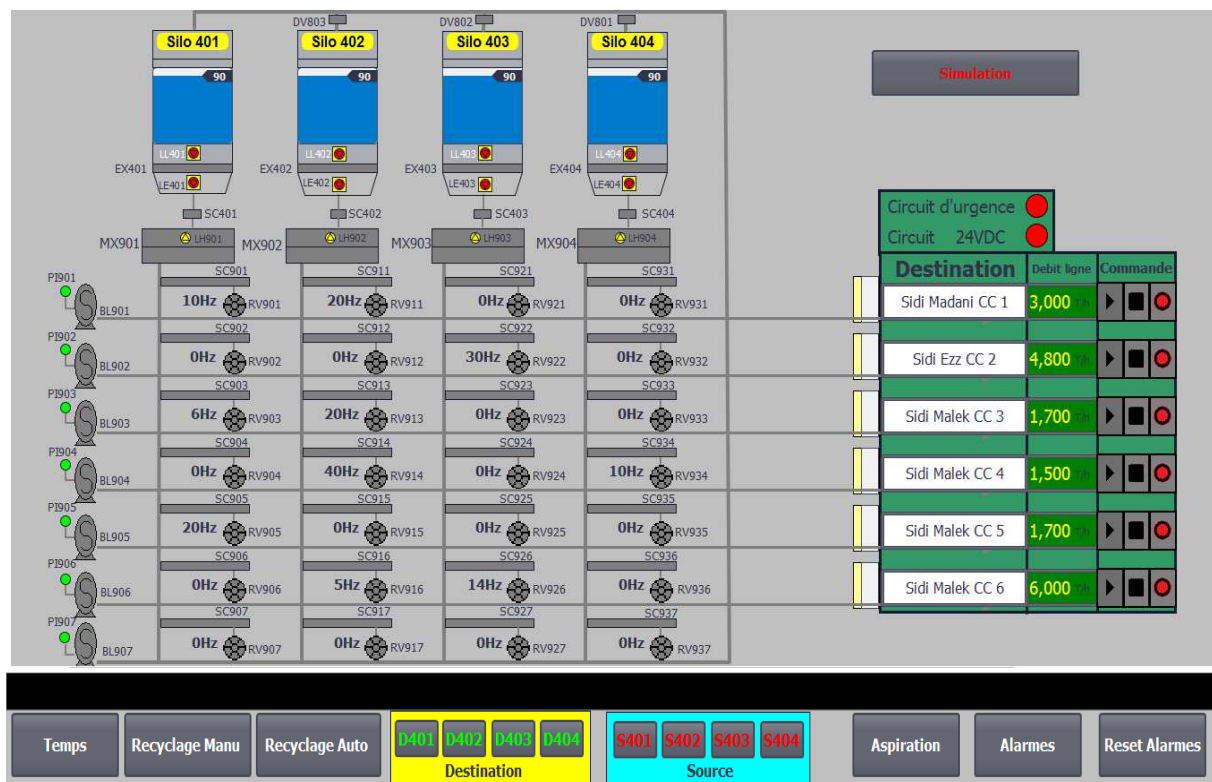 DV803 DV802 DV801
Silo 401 Silo 402 Silo 403 Silo 404
Simulation
90 90 90 90
LL401 LL402 LL403 LL404
EX401 EX402 EX403 EX404
LE401 LE402 LE403 LE404
SC401 SC402 SC403 SC404
Circuit d'urgence
Circuit 24VDC
MX901 LH901 MX902 LH902 MX903 LH903 MX904 LH904
Destination Debit ligne Commande
PI901 SC901 SC911 SC921 SC931
BL901 10Hz RV901 20Hz RV911 0Hz RV921 0Hz RV931 Sidi Madani CC 1 3,000 T/h
PI902 SC902 SC912 SC922 SC932
BL902 0Hz RV902 0Hz RV912 30Hz RV922 0Hz RV932 Sidi Ezz CC 2 4,800 T/h
PI903 SC903 SC913 SC923 SC933
BL903 6Hz RV903 20Hz RV913 0Hz RV923 0Hz RV933 Sidi Malek CC 3 1,700 T/h
PI904 SC904 SC914 SC924 SC934
BL904 0Hz RV904 40Hz RV914 0Hz RV924 10Hz RV934 Sidi Malek CC 4 1,500 T/h
PI905 SC905 SC915 SC925 SC935
BL905 20Hz RV905 0Hz RV915 0Hz RV925 0Hz RV935 Sidi Malek CC 5 1,700 T/h
PI906 SC906 SC916 SC926 SC936
BL906 0Hz RV906 5Hz RV916 14Hz RV926 0Hz RV936 Sidi Malek CC 6 6,000 T/h
PI907 SC907 SC917 SC927 SC937
BL907 0Hz RV907 0Hz RV917 0Hz RV927 0Hz RV937
Temps Recyclage Manu Recyclage Auto D401 D402 D403 D404 S401 S402 S403 S404 Aspiration Alarmes Reset Alarmes
Destination Source